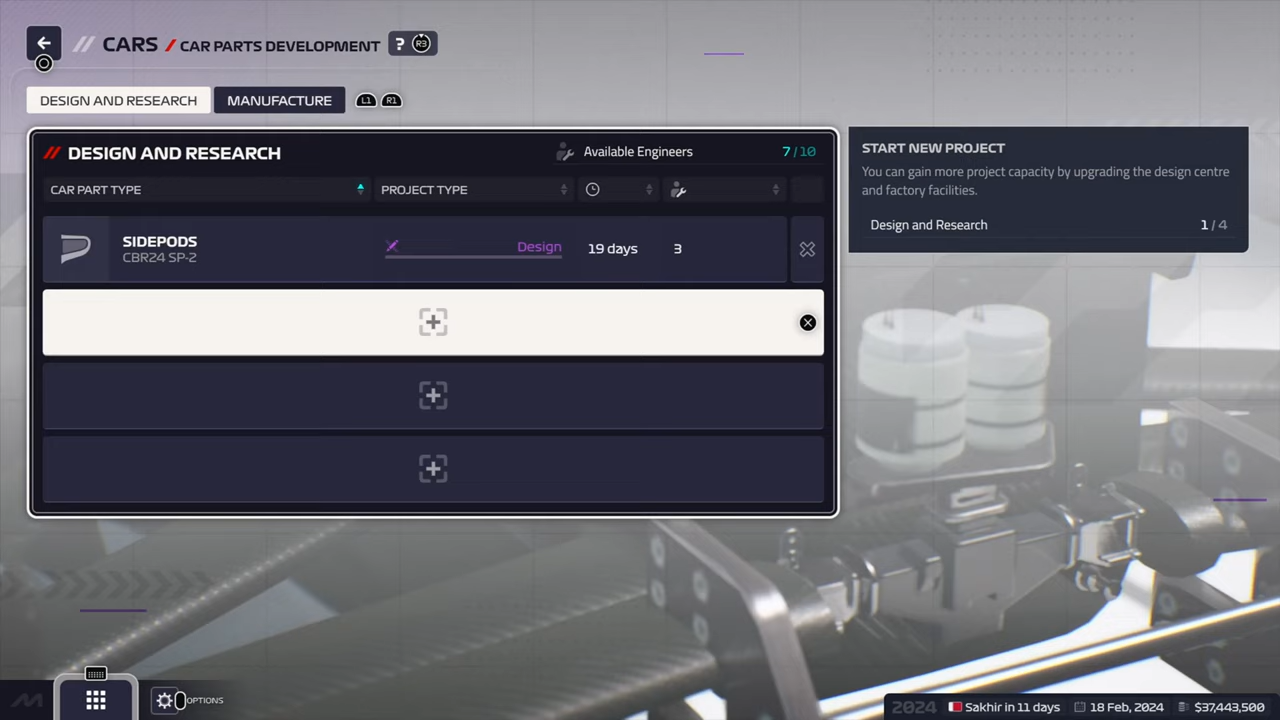 // CARS / CAR PARTS DEVELOPMENT ? R3
DESIGN AND RESEARCH MANUFACTURE L1 R1
// DESIGN AND RESEARCH Available Engineers 7/10
CAR PART TYPE PROJECT TYPE
SIDEPODS
CBR24 SP-2
Design 19 days 3
START NEW PROJECT
You can gain more project capacity by upgrading the design centre
and factory facilities.
Design and Research 1/4
OPTIONS
2024 Sakhir in 11 days 18 Feb, 2024 $37,443,500